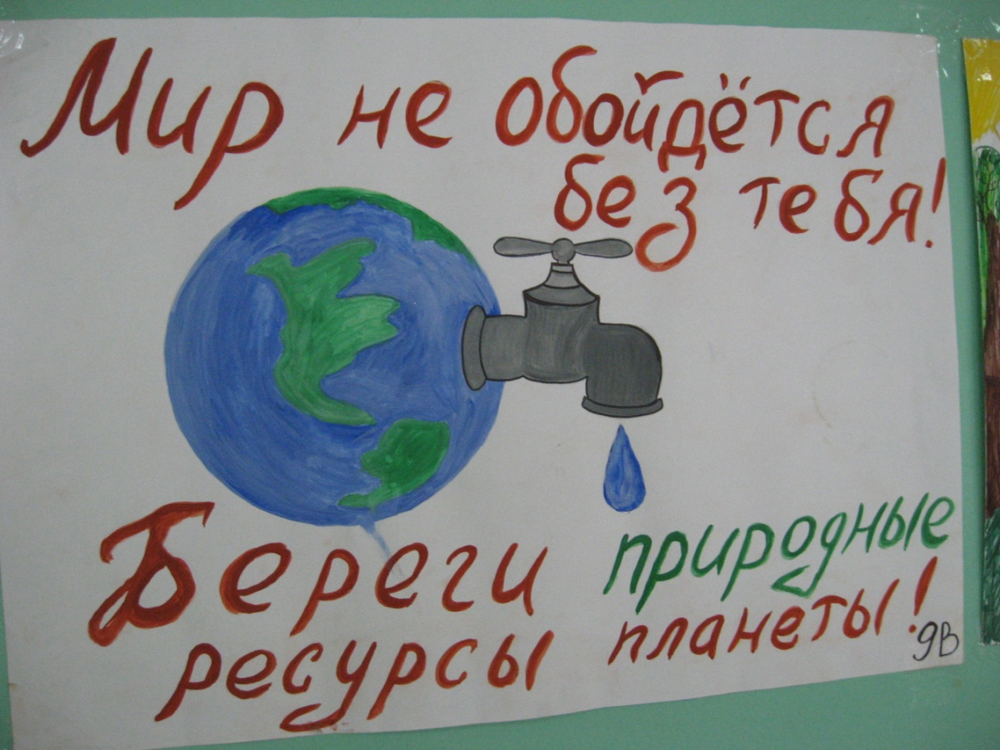 Мир не обойдётся
без тебя!
Береги природные
ресурсы планеты!
9В